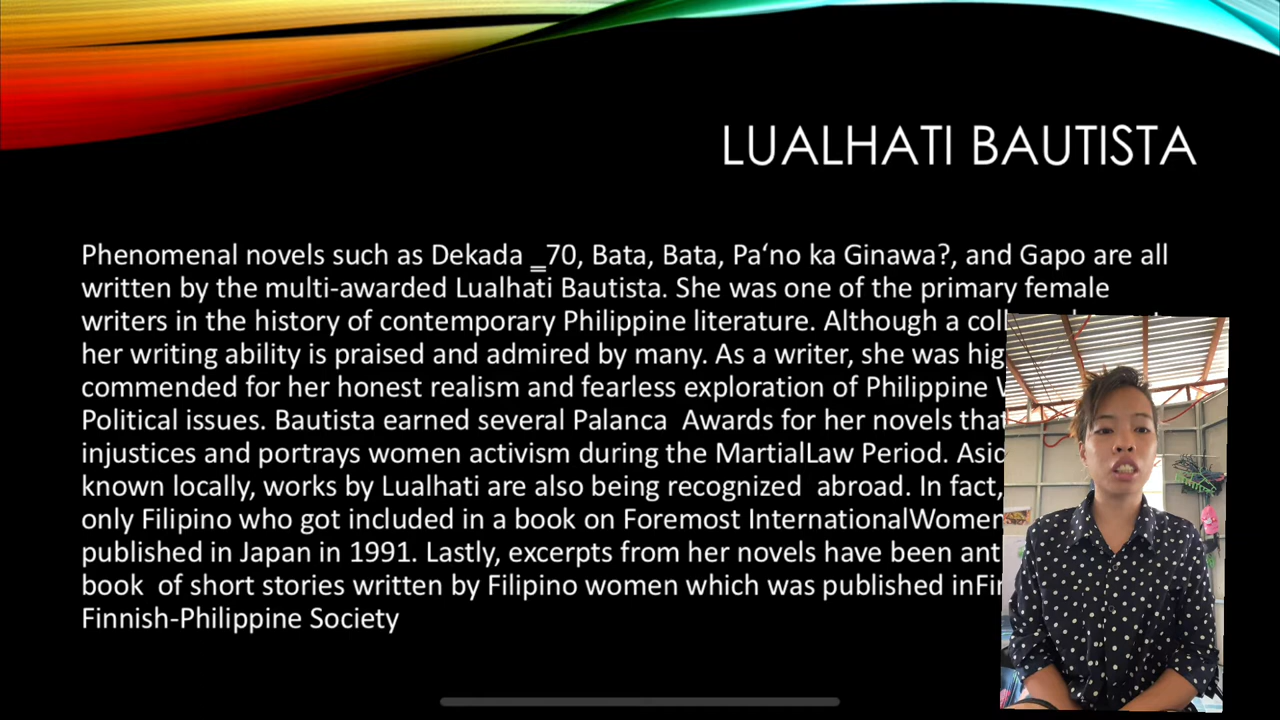 LUALHATI BAUTISTA
Phenomenal novels such as Dekada ‗70, Bata, Bata, Pa‘no ka Ginawa?, and Gapo are all
written by the multi-awarded Lualhati Bautista. She was one of the primary female
writers in the history of contemporary Philippine literature. Although a
her writing ability is praised and admired by many. As a writer, she was
commended for her honest realism and fearless exploration of Philippine
Political issues. Bautista earned several Palanca Awards for her novels that
injustices and portrays women activism during the MartialLaw Period.
known locally, works by Lualhati are also being recognized abroad. In fact,
only Filipino who got included in a book on Foremost InternationalWomen
published in Japan in 1991. Lastly, excerpts from her novels have been
book of short stories written by Filipino women which was published
Finnish-Philippine Society